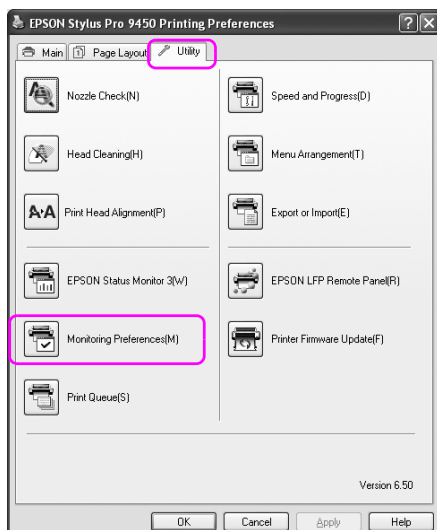 EPSON Stylus Pro 9450 Printing Preferences
Main
Page Layout
Utility
Nozzle Check(N)
Speed and Progress(D)
Head Cleaning(H)
Menu Arrangement(T)
Print Head Alignment(P)
Export or Import(E)
EPSON Status Monitor 3(W)
EPSON LFP Remote Panel(R)
Monitoring Preferences(M)
Printer Firmware Update(F)
Print Queue(S)
Version 6.50
OK
Cancel
Apply
Help